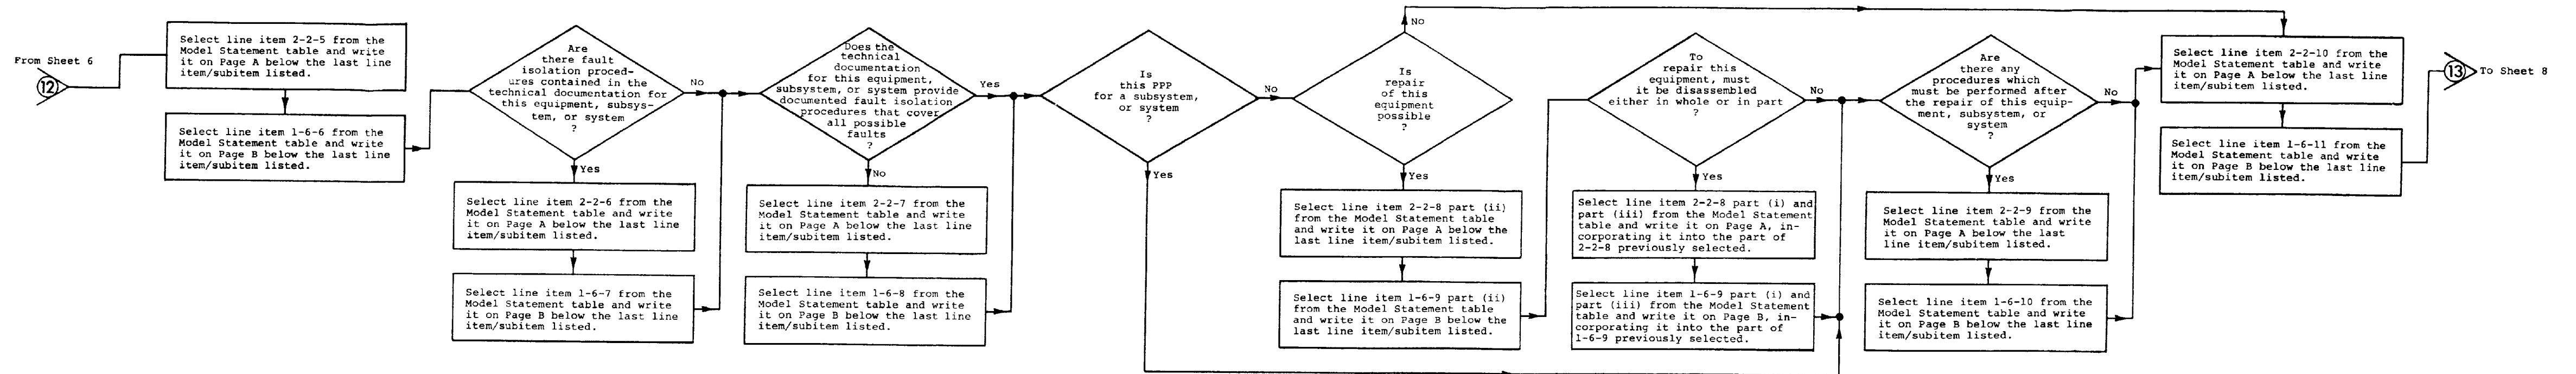 From Sheet 6
12
Select line item 2-2-5 from the
Model Statement table and write
it on Page A below the last line
item/subitem listed.
Select line item 1-6-6 from the
Model Statement table and write
it on Page B below the last line
item/subitem listed.
Are
there fault
isolation proced-
ures contained in the
technical documentation for
this equipment, subsys-
tem, or system
?
No
Yes
Select line item 2-2-6 from the
Model Statement table and write
it on Page A below the last line
item/subitem listed.
Select line item 1-6-7 from the
Model Statement table and write
it on Page B below the last line
item/subitem listed.
Does the
technical
documentation
for this equipment,
subsystem, or system provide
documented fault isolation
procedures that cover
all possible
faults
?
Yes
No
Select line item 2-2-7 from the
Model Statement table and write
it on Page A below the last line
item/subitem listed.
Select line item 1-6-8 from the
Model Statement table and write
it on Page B below the last line
item/subitem listed.
Is
this PPP
for a subsystem,
or system
?
No
Yes
Is
repair
of this
equipment
possible
?
No
Yes
Select line item 2-2-8 part (ii)
from the Model Statement table
and write it on Page A below the
last line item/subitem listed.
Select line item 1-6-9 part (ii)
from the Model Statement table
and write it on Page B below the
last line item/subitem listed.
To
repair this
equipment, must
it be disassembled
either in whole or in part
?
No
Yes
Select line item 2-2-8 part (i) and
part (iii) from the Model Statement
table and write it on Page A, in-
corporating it into the part of
2-2-8 previously selected.
Select line item 1-6-9 part (i) and
part (iii) from the Model Statement
table and write it on Page B, in-
corporating it into the part of
1-6-9 previously selected.
Are
there any
procedures which
must be performed after
the repair of this equip-
ment, subsystem, or
system
?
No
Yes
Select line item 2-2-9 from the
Model Statement table and write
it on Page A below the last
line item/subitem listed.
Select line item 1-6-10 from the
Model Statement table and write
it on Page B below the last line
item/subitem listed.
Select line item 2-2-10 from the
Model Statement table and write
it on Page A below the last line
item/subitem listed.
Select line item 1-6-11 from the
Model Statement table and write
it on Page B below the last line
item/subitem listed.
13
To Sheet 8